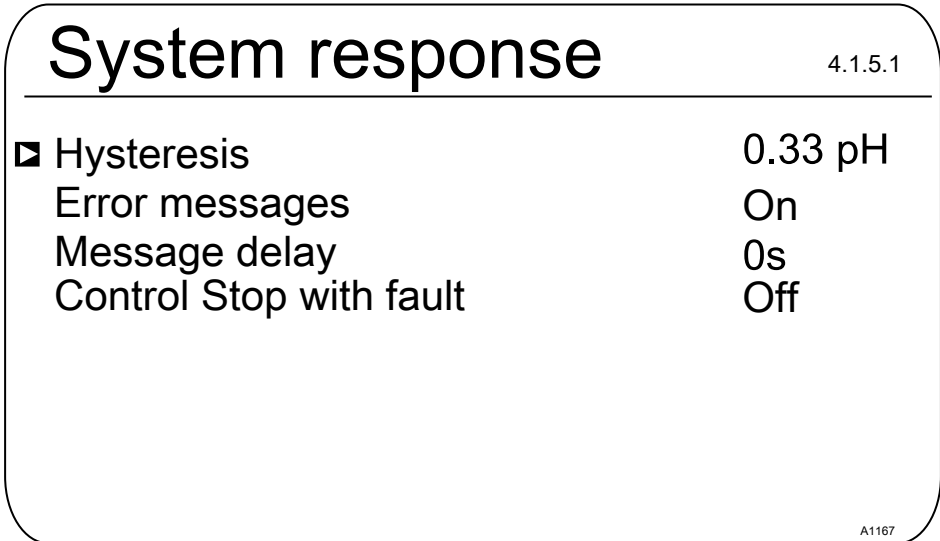 System response 4.1.5.1
Hysteresis 0.33 pH
Error messages On
Message delay 0s
Control Stop with fault Off
A1167